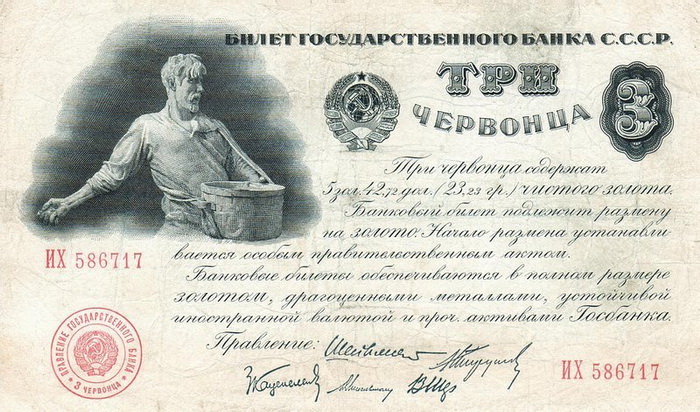 БИЛЕТ ГОСУДАРСТВЕННОГО БАНКА С.С.С.Р.
ТРИ
ЧЕРВОНЦА
3
Три червонца содержат
5 зол. 42,72 дол. (23,22 гр.) чистого золота.
Банковый билет подлежит размену
на золото. Начало размена устанавли
вается особым правительственным актом.
Банковые билеты обеспечиваются в полном размере
золотом, драгоценными металлами, устойчивой
иностранной валютой и проч. активами Госбанка.
Правление:
ИХ 586717
ИХ 586717
ПРАВЛЕНИЕ ГОСУДАРСТВЕННОГО БАНКА
3 ЧЕРВОНЦА